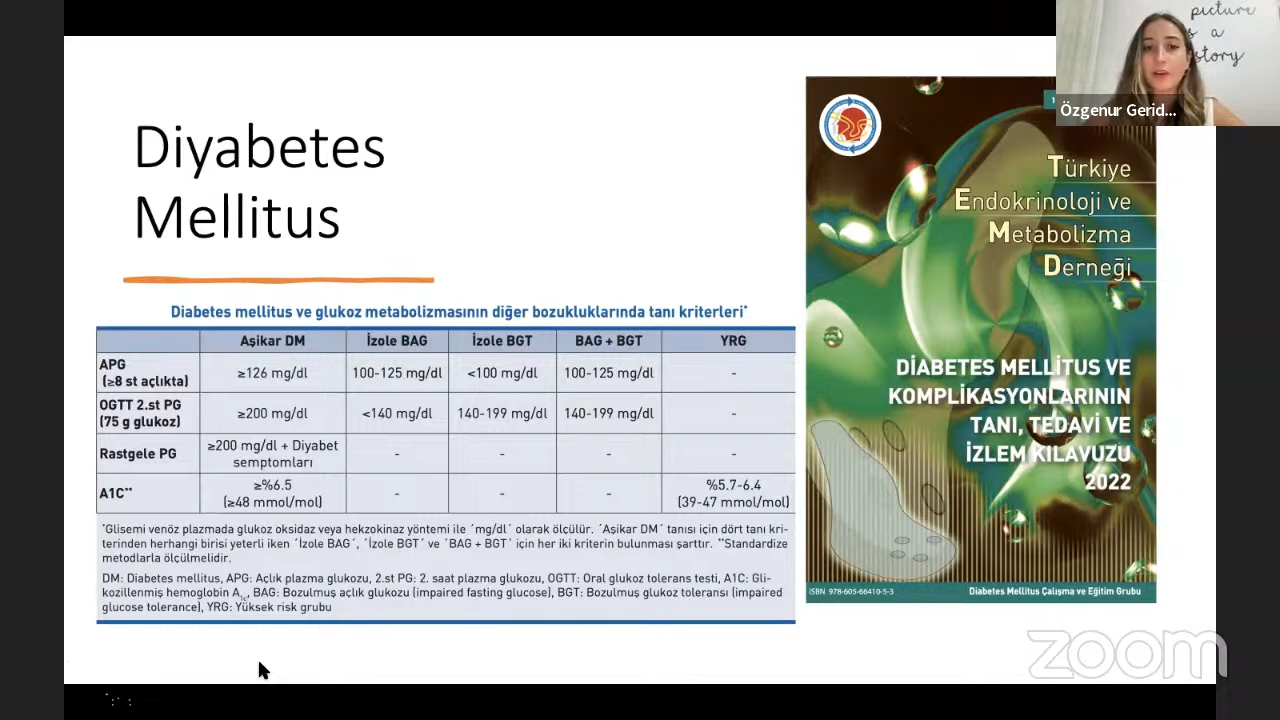 Diyabetes
Mellitus
Diabetes mellitus ve glukoz metabolizmasının diğer bozukluklarında tanı kriterleri*
Aşikar DM İzole BAG İzole BGT BAG + BGT YRG
APG
(≥8 st açlıkta) ≥126 mg/dl 100-125 mg/dl <100 mg/dl 100-125 mg/dl -
OGTT 2.st PG
(75 g glukoz) ≥200 mg/dl <140 mg/dl 140-199 mg/dl 140-199 mg/dl -
Rastgele PG ≥200 mg/dl + Diyabet
semptomları - - - -
A1C** ≥%6.5
(≥48 mmol/mol) - - - %5.7-6.4
(39-47 mmol/mol)
*Glisemi venöz plazmada glukoz oksidaz veya hekzokinaz yöntemi ile ´mg/dl´ olarak ölçülür. ´Aşikar DM´ tanısı için dört tanı kri-
terinden herhangi birisi yeterli iken ´İzole BAG´, ´İzole BGT´ ve ´BAG + BGT´ için her iki kriterin bulunması şarttır. **Standardize
metodlarla ölçülmelidir.
DM: Diabetes mellitus, APG: Açlık plazma glukozu, 2.st PG: 2. saat plazma glukozu, OGTT: Oral glukoz tolerans testi, A1C: Gli-
kozillenmiş hemoglobin A1c, BAG: Bozulmuş açlık glukozu (impaired fasting glucose), BGT: Bozulmuş glukoz toleransı (impaired
glucose tolerance), YRG: Yüksek risk grubu
picture
a
story
Özgenur Gerid...
Türkiye
Endokrinoloji ve
Metabolizma
Derneği
DİABETES MELLİTUS VE
KOMPLİKASYONLARININ
TANI, TEDAVİ VE
İZLEM KILAVUZU
2022
ISBN 978-605-66410-5-3 Diabetes Mellitus Çalışma ve Eğitim Grubu
zoom